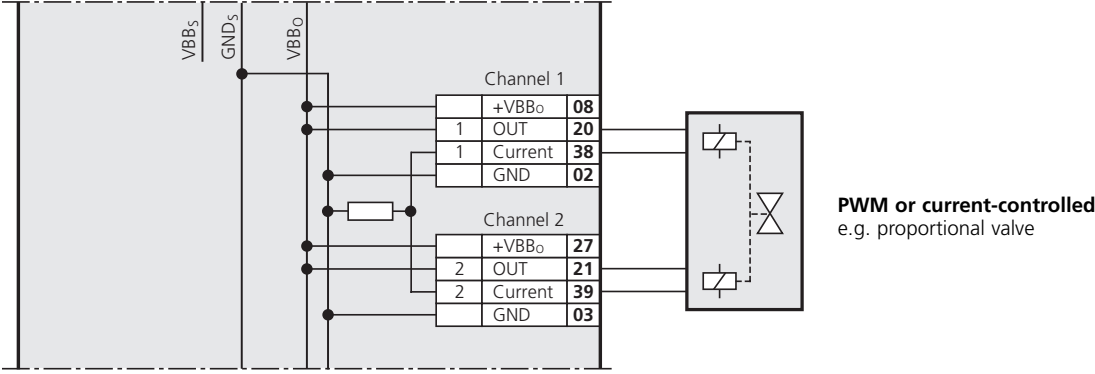 VBBS
GNDS
VBBO
Channel 1
+VBBO 08
1 OUT 20
1 Current 38
GND 02
Channel 2
+VBBO 27
2 OUT 21
2 Current 39
GND 03
PWM or current-controlled
e.g. proportional valve